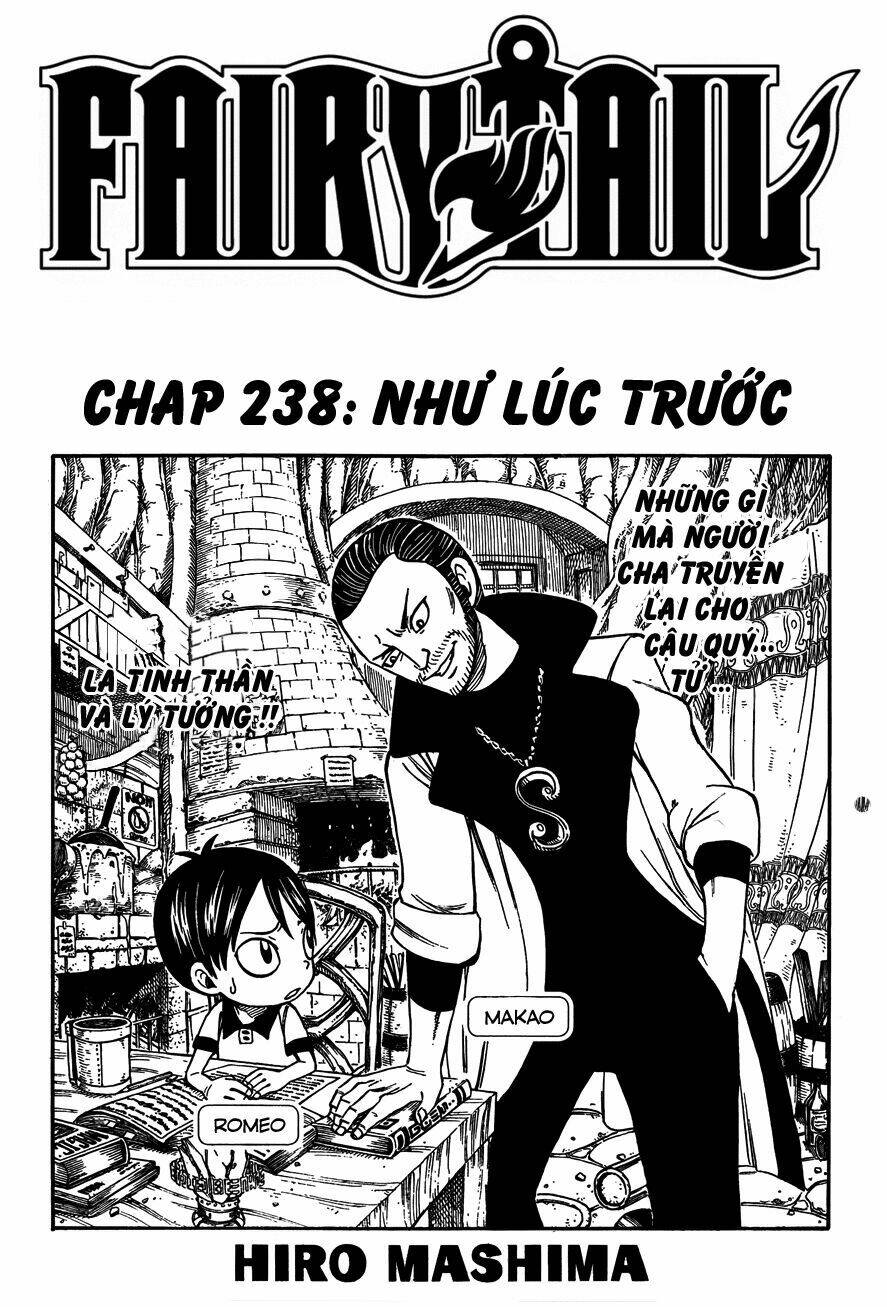 FAIRY TAIL
CHAP 238: NHƯ LÚC TRƯỚC
NHỮNG GÌ
MÀ NGƯỜI
CHA TRUYỀN
LẠI CHO
CẬU QUÝ...
TỬ ...
LÀ TINH THẦN
VÀ LÝ TƯỞNG !!
S
MAKAO
ROMEO
HIRO MASHIMA